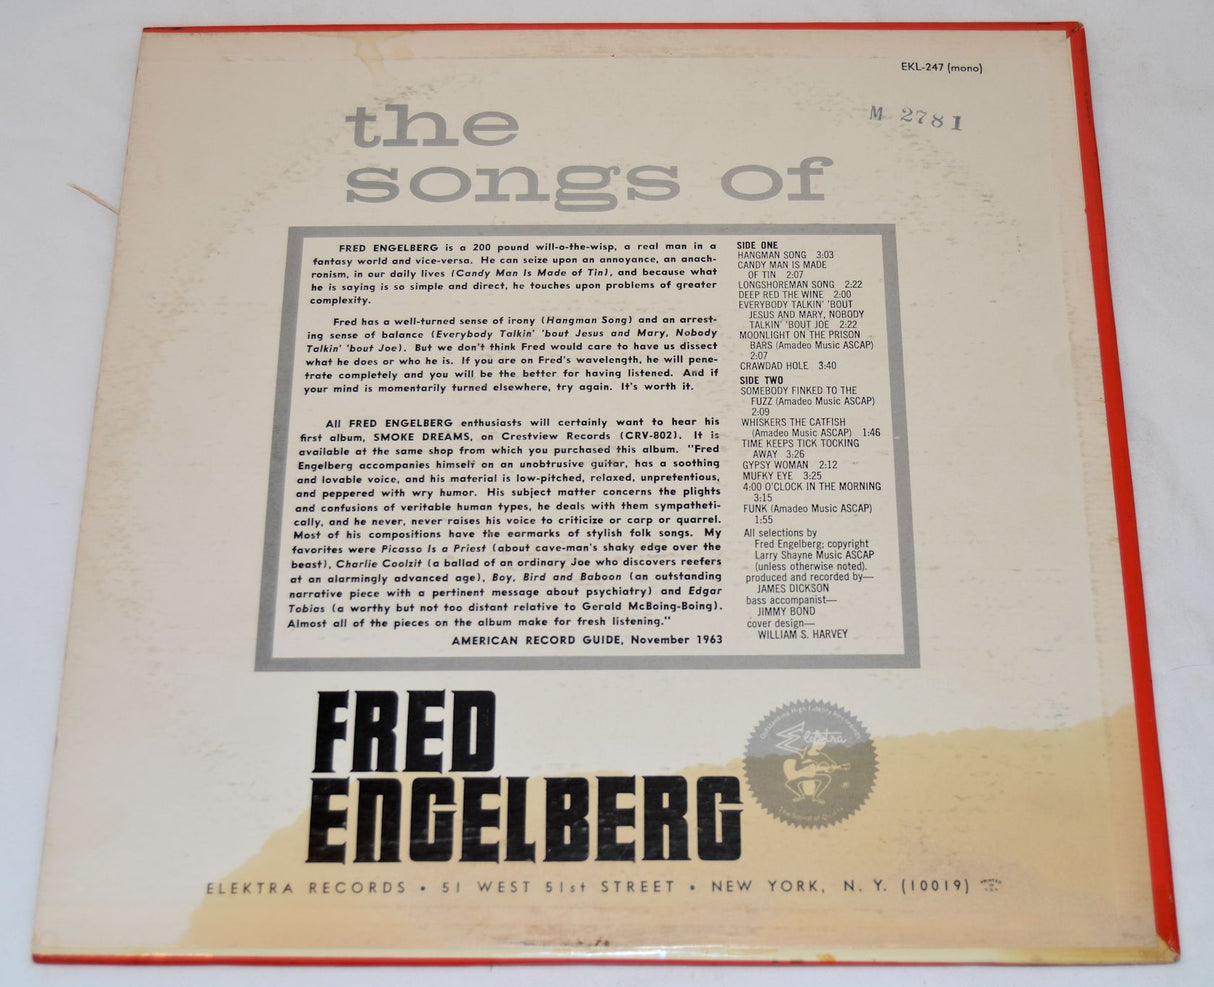 EKL-247 (mono)
M 2781
the
songs of
FRED ENGELBERG is a 200 pound will-o-the-wisp, a real man in a
fantasy world and vice-versa. He can seize upon an annoyance, an anach-
ronism, in our daily lives (Candy Man Is Made of Tin), and because what
he is saying is so simple and direct, he touches upon problems of greater
complexity.
Fred has a well-turned sense of irony (Hangman Song) and an arrest-
ing sense of balance (Everybody Talkin' 'bout Jesus and Mary, Nobody
Talkin' 'bout Joe). But we don't think Fred would care to have us dissect
what he does or who he is. If you are on Fred's wavelength, he will pene-
trate completely and you will be the better for having listened. And if
your mind is momentarily turned elsewhere, try again. It's worth it.
All FRED ENGELBERG enthusiasts will certainly want to hear his
first album, SMOKE DREAMS, on Crestview Records (CRV-802). It is
available at the same shop from which you purchased this album. "Fred
Engelberg accompanies himself on an unobtrusive guitar, has a soothing
and lovable voice, and his material is low-pitched, relaxed, unpretentious,
and peppered with wry humor. His subject matter concerns the plights
and confusions of veritable human types, he deals with them sympatheti-
cally, and he never, never raises his voice to criticize or carp or quarrel.
Most of his compositions have the earmarks of stylish folk songs. My
favorites were Picasso Is a Priest (about cave-man's shaky edge over the
beast), Charlie Coolzit (a ballad of an ordinary Joe who discovers reefers
at an alarmingly advanced age), Boy, Bird and Baboon (an outstanding
narrative piece with a pertinent message about psychiatry) and Edgar
Tobias (a worthy but not too distant relative to Gerald McBoing-Boing).
Almost all of the pieces on the album make for fresh listening."
AMERICAN RECORD GUIDE, November 1963
SIDE ONE
HANGMAN SONG 3:03
CANDY MAN IS MADE
OF TIN 2:07
LONGSHOREMAN SONG 2:22
DEEP RED THE WINE 2:00
EVERYBODY TALKIN' 'BOUT
JESUS AND MARY, NOBODY
TALKIN' 'BOUT JOE 2:22
MOONLIGHT ON THE PRISON
BARS (Amadeo Music ASCAP)
2:07
CRAWDAD HOLE 3:40
SIDE TWO
SOMEBODY FINKED TO THE
FUZZ (Amadeo Music ASCAP)
2:09
WHISKERS THE CATFISH
(Amadeo Music ASCAP) 1:46
TIME KEEPS TICK TOCKING
AWAY 3:26
GYPSY WOMAN 2:12
MUFKY EYE 3:25
4:00 O'CLOCK IN THE MORNING
3:15
FUNK (Amadeo Music ASCAP)
1:55
All selections by
Fred Engelberg; copyright
Larry Shayne Music ASCAP
(unless otherwise noted).
produced and recorded by—
JAMES DICKSON
bass accompanist—
JIMMY BOND
cover design—
WILLIAM S. HARVEY
FRED
ENGELBERG
Outstanding High Fidelity Recordings
Elektra
The Sound of Quality
ELEKTRA RECORDS • 51 WEST 51st STREET • NEW YORK, N. Y. (10019)